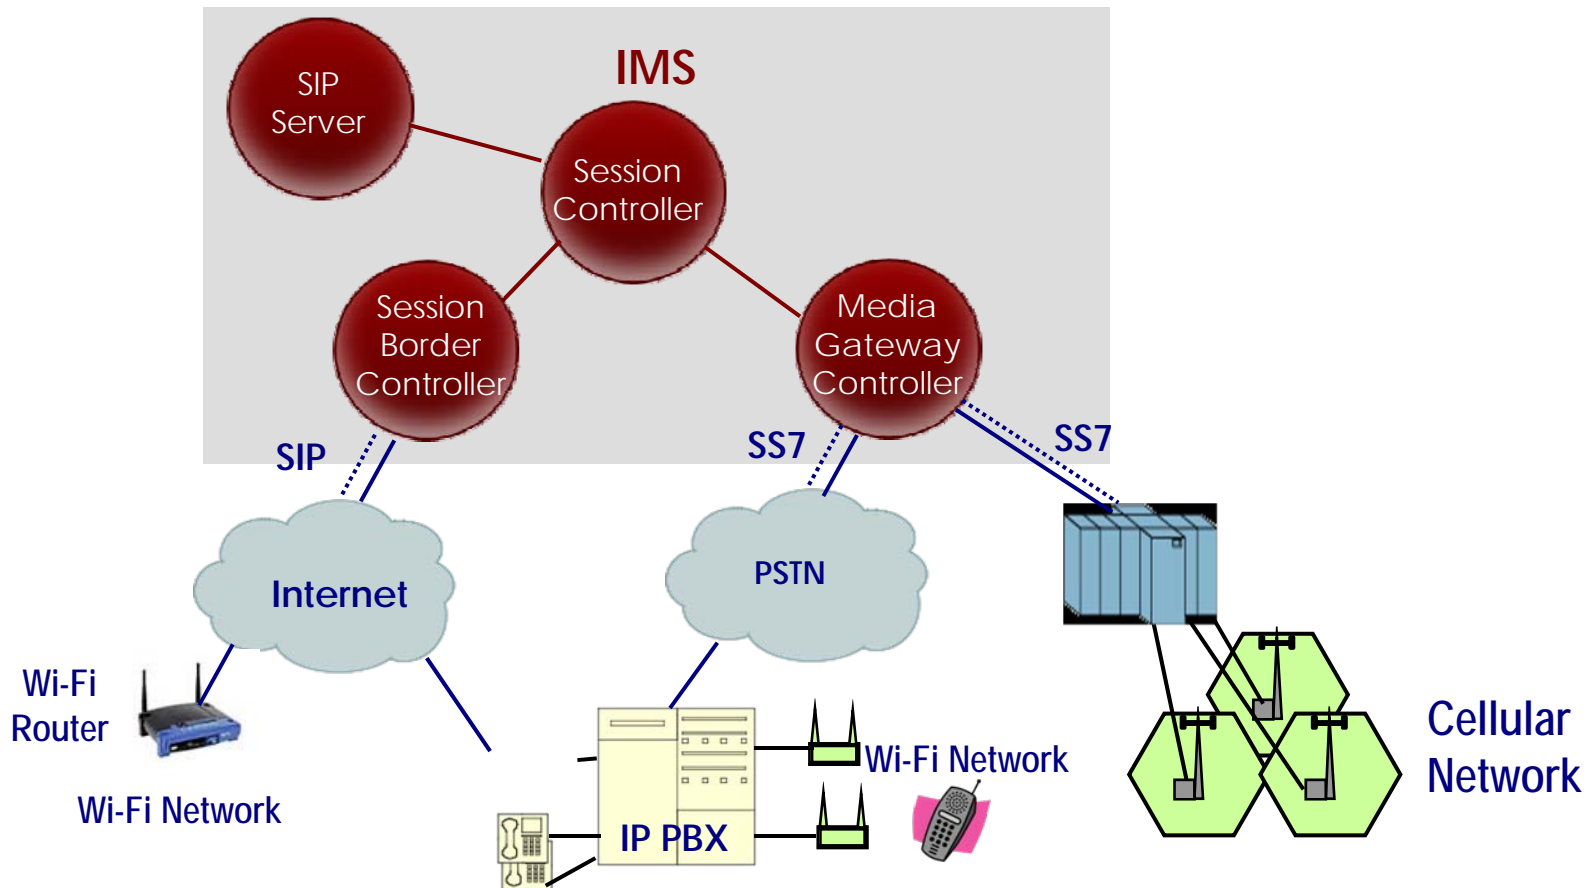 IMS
SIP
Server
Session
Controller
Session
Border
Controller
Media
Gateway
Controller
SIP
SS7
SS7
Internet
PSTN
Wi-Fi
Router
Wi-Fi Network
IP PBX
Wi-Fi Network
Cellular
Network